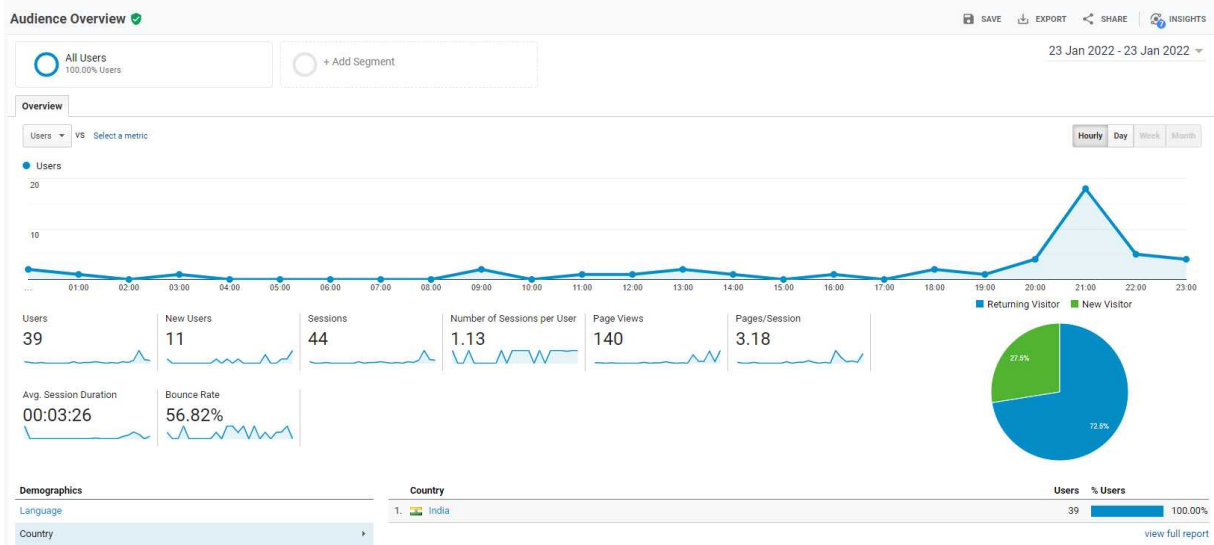 Audience Overview
SAVE EXPORT SHARE INSIGHTS
7
All Users
100.00% Users
+ Add Segment
23 Jan 2022 - 23 Jan 2022
Overview
Users VS Select a metric
Hourly Day Week Month
Users
20
10
... 01:00 02:00 03:00 04:00 05:00 06:00 07:00 08:00 09:00 10:00 11:00 12:00 13:00 14:00 15:00 16:00 17:00 18:00 19:00 20:00 21:00 22:00 23:00
Returning Visitor New Visitor
Users New Users Sessions Number of Sessions per User Page Views Pages/Session
39 11 44 1.13 140 3.18
27.5%
72.5%
Avg. Session Duration Bounce Rate
00:03:26 56.82%
Demographics Country Users % Users
Language 1. India 39 100.00%
Country view full report